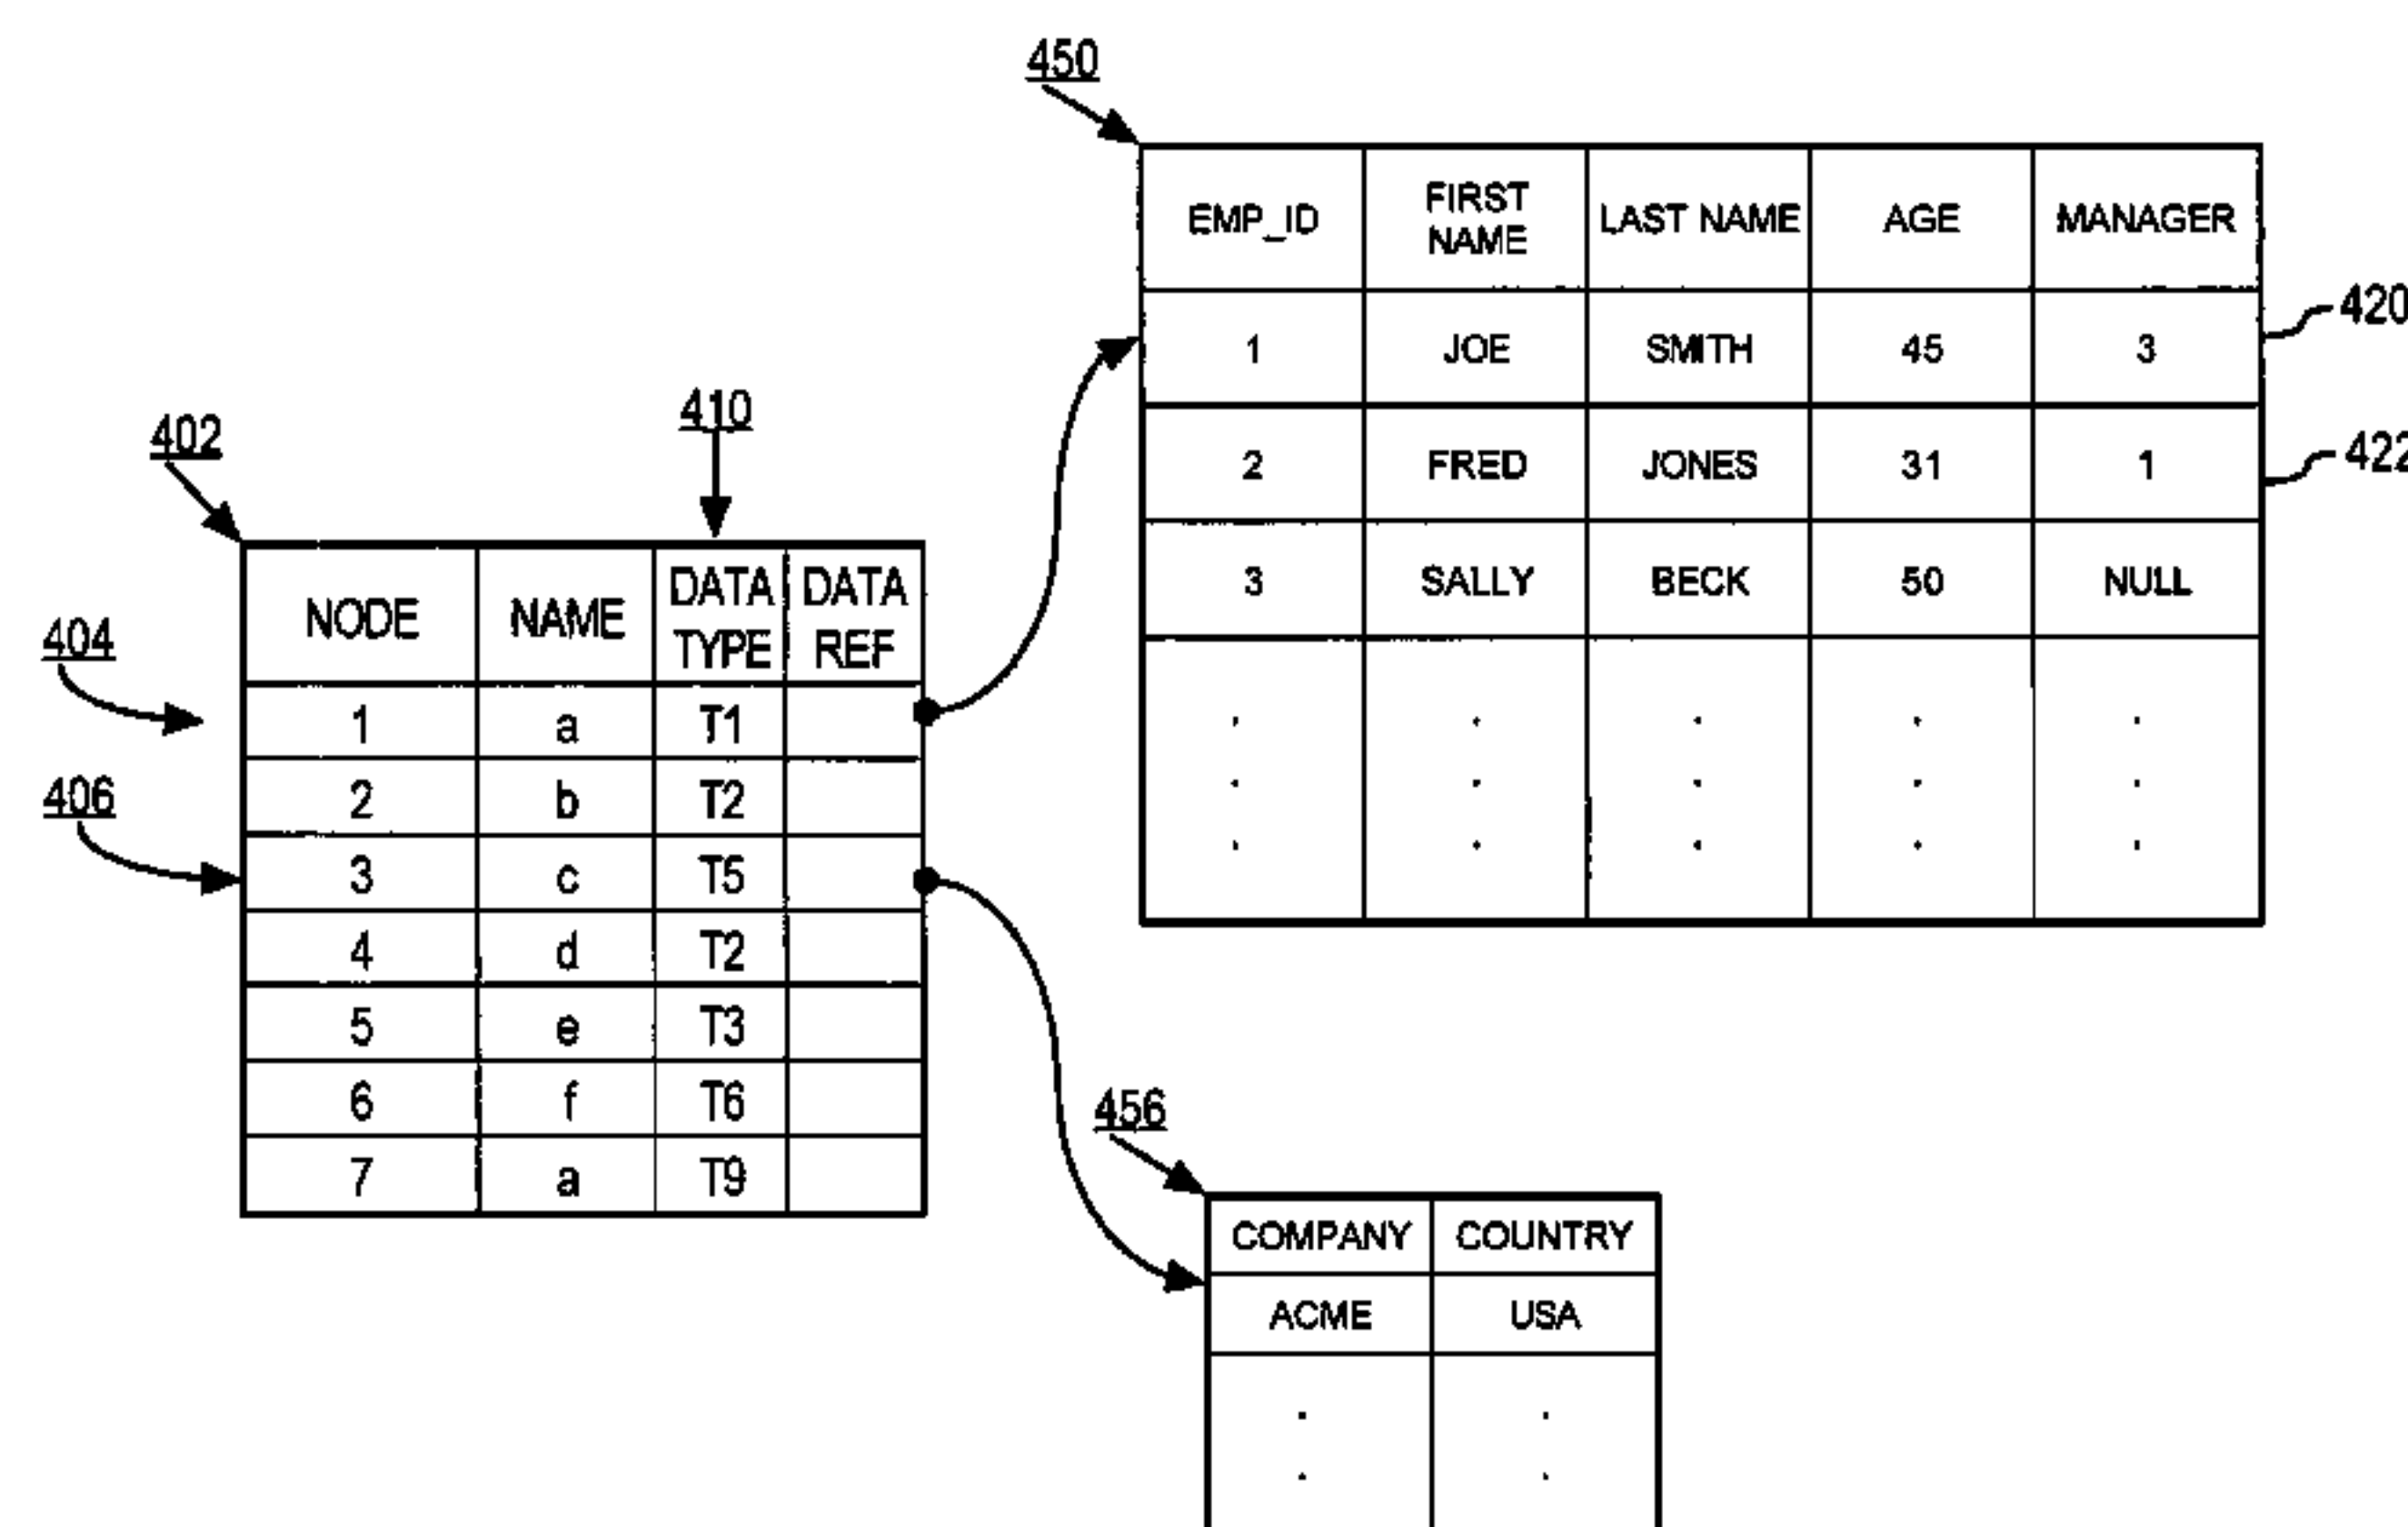 450
EMP_ID FIRST NAME LAST NAME AGE MANAGER
1 JOE SMITH 45 3
420
2 FRED JONES 31 1
422
3 SALLY BECK 50 NULL
402
410
NODE NAME DATA TYPE DATA REF
404
1 a T1
2 b T2
406
3 c T5
4 d T2
5 e T3
6 f T6
7 a T9
456
COMPANY COUNTRY
ACME USA